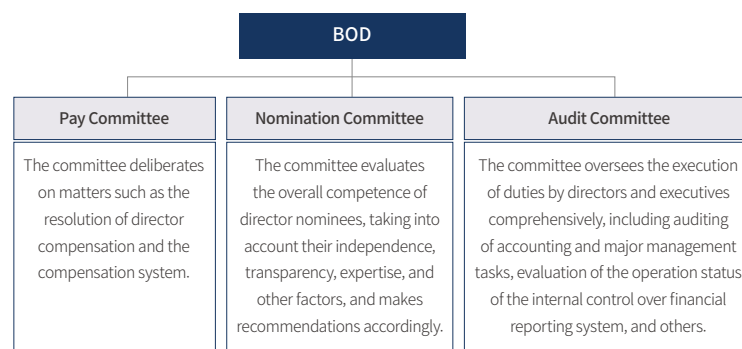 BOD
Pay Committee
The committee deliberates
on matters such as the
resolution of director
compensation and the
compensation system.
Nomination Committee
The committee evaluates
the overall competence of
director nominees, taking into
account their independence,
transparency, expertise, and
other factors, and makes
recommendations accordingly.
Audit Committee
The committee oversees the execution
of duties by directors and executives
comprehensively, including auditing
of accounting and major management
tasks, evaluation of the operation status
of the internal control over financial
reporting system, and others.